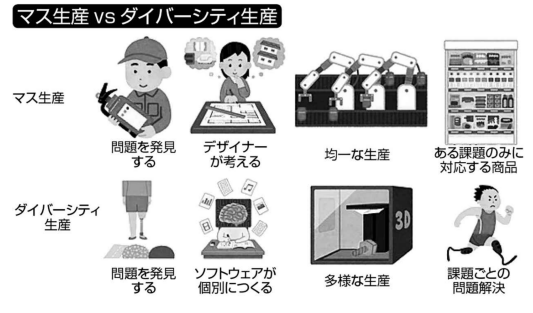 マス生産 vs ダイバーシティ生産
マス生産
問題を発見
する
デザイナー
が考える
均一な生産
ある課題のみに
対応する商品
ダイバーシティ
生産
問題を発見
する
ソフトウェアが
個別につくる
3D
多様な生産
課題ごとの
問題解決